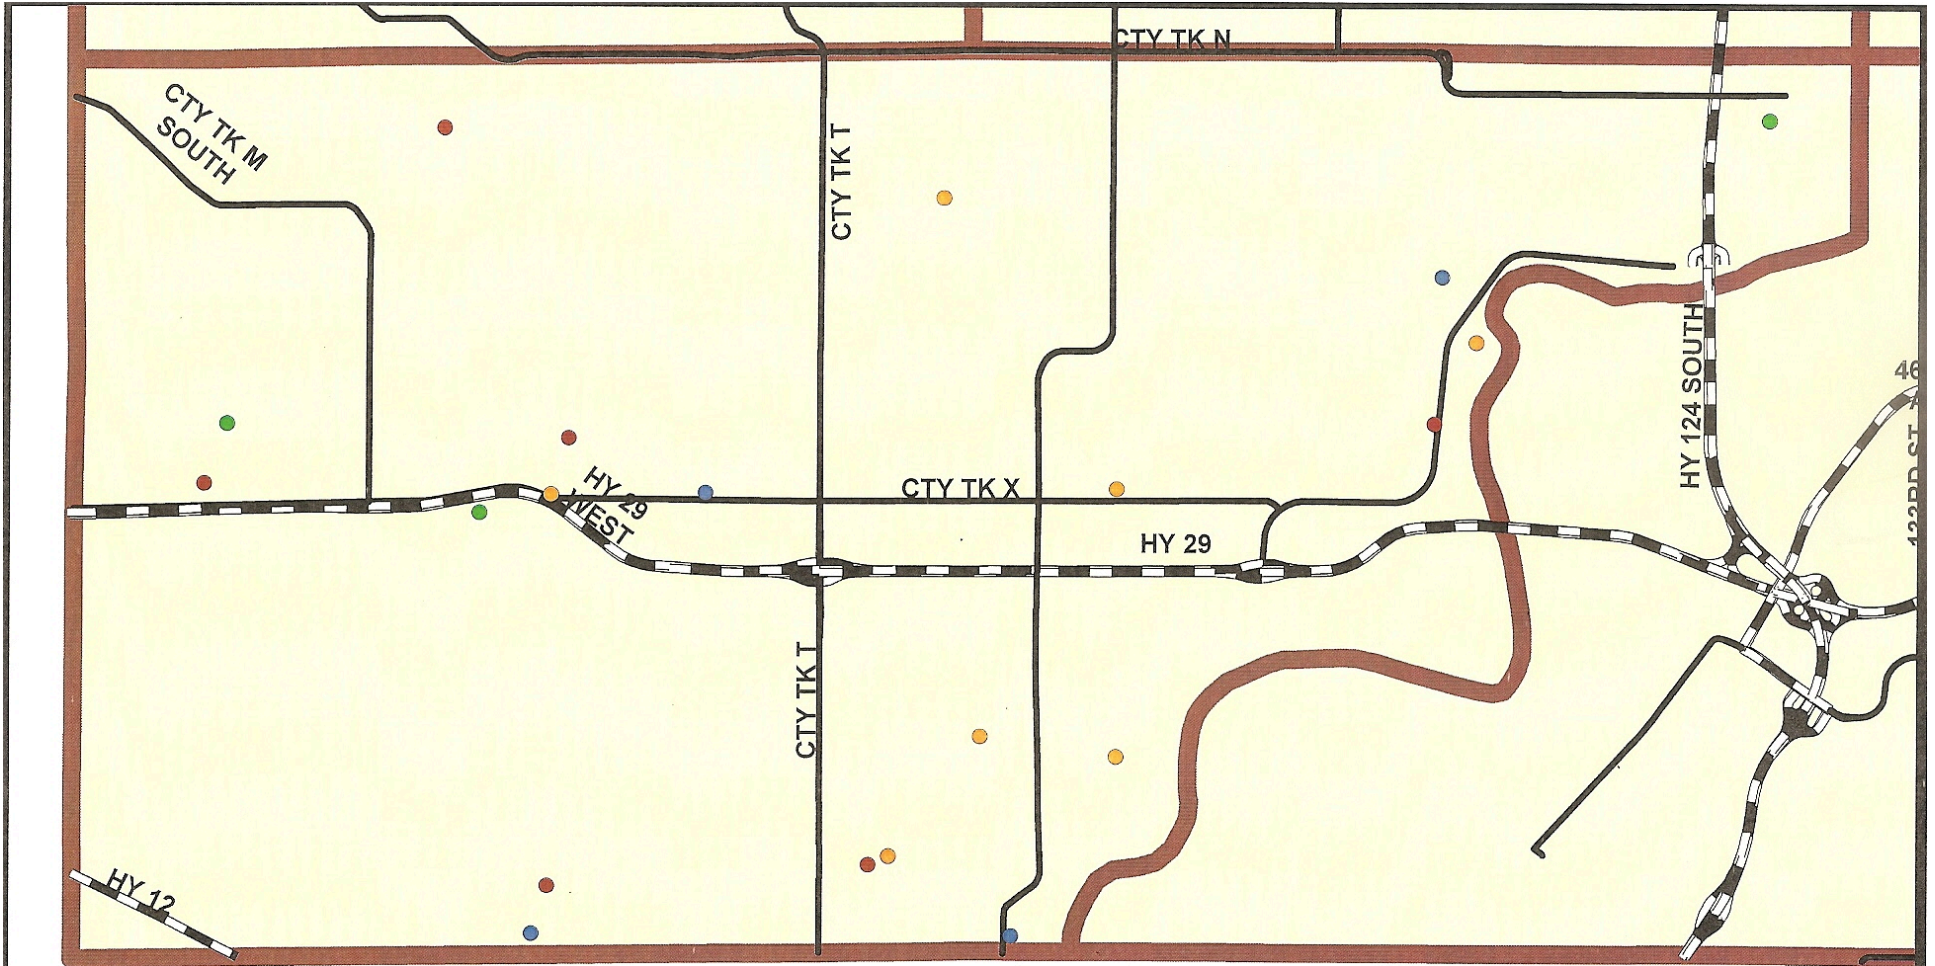 CTY TK N
CTY TK M
SOUTH
CTY TK T
HY 124 SOUTH
46
HY 29
WEST
CTY TK X
HY 29
CTY TK T
HY 12